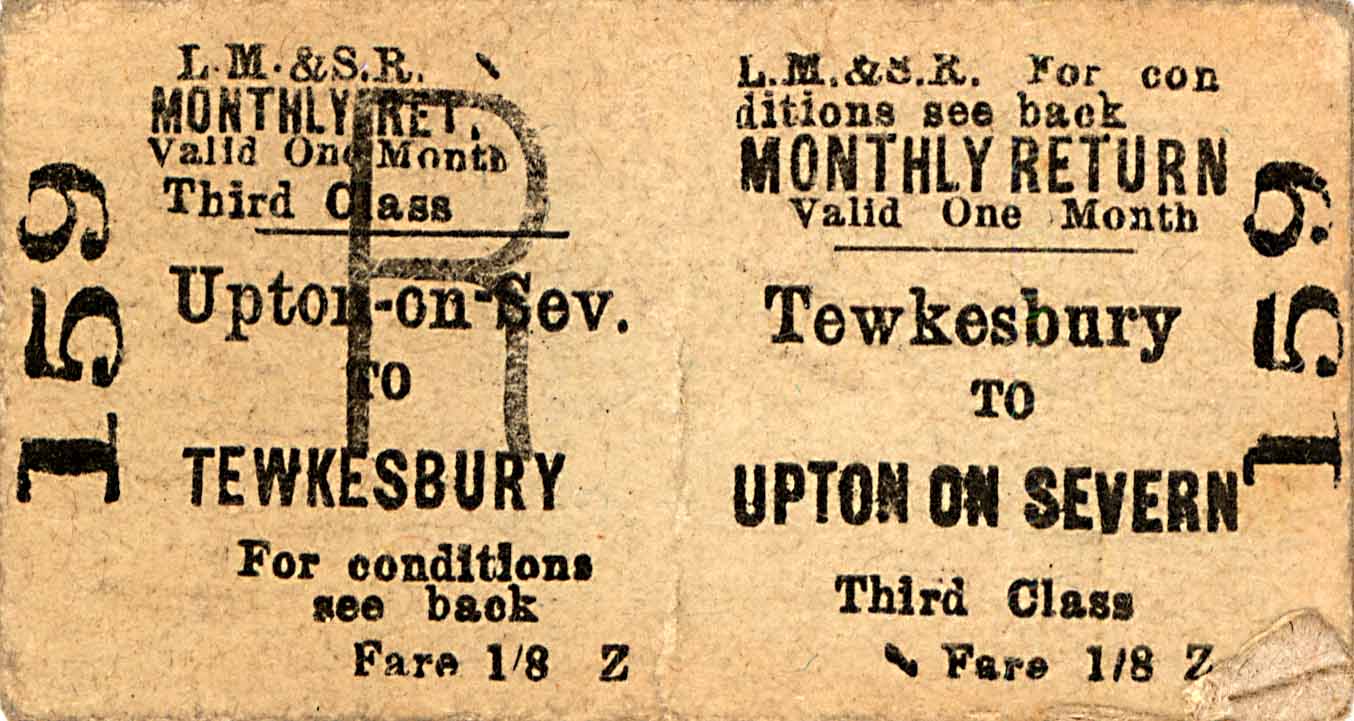 L.M.&S.R.
MONTHLY RET.
Valid One Month
Third Class
R
Upton-on-Sev.
TO
TEWKESBURY
For conditions
see back
Fare 1/8 Z
159
L.M.&S.R. For con
ditions see back
MONTHLY RETURN
Valid One Month
Tewkesbury
TO
UPTON ON SEVERN
Third Class
Fare 1/8 Z
159